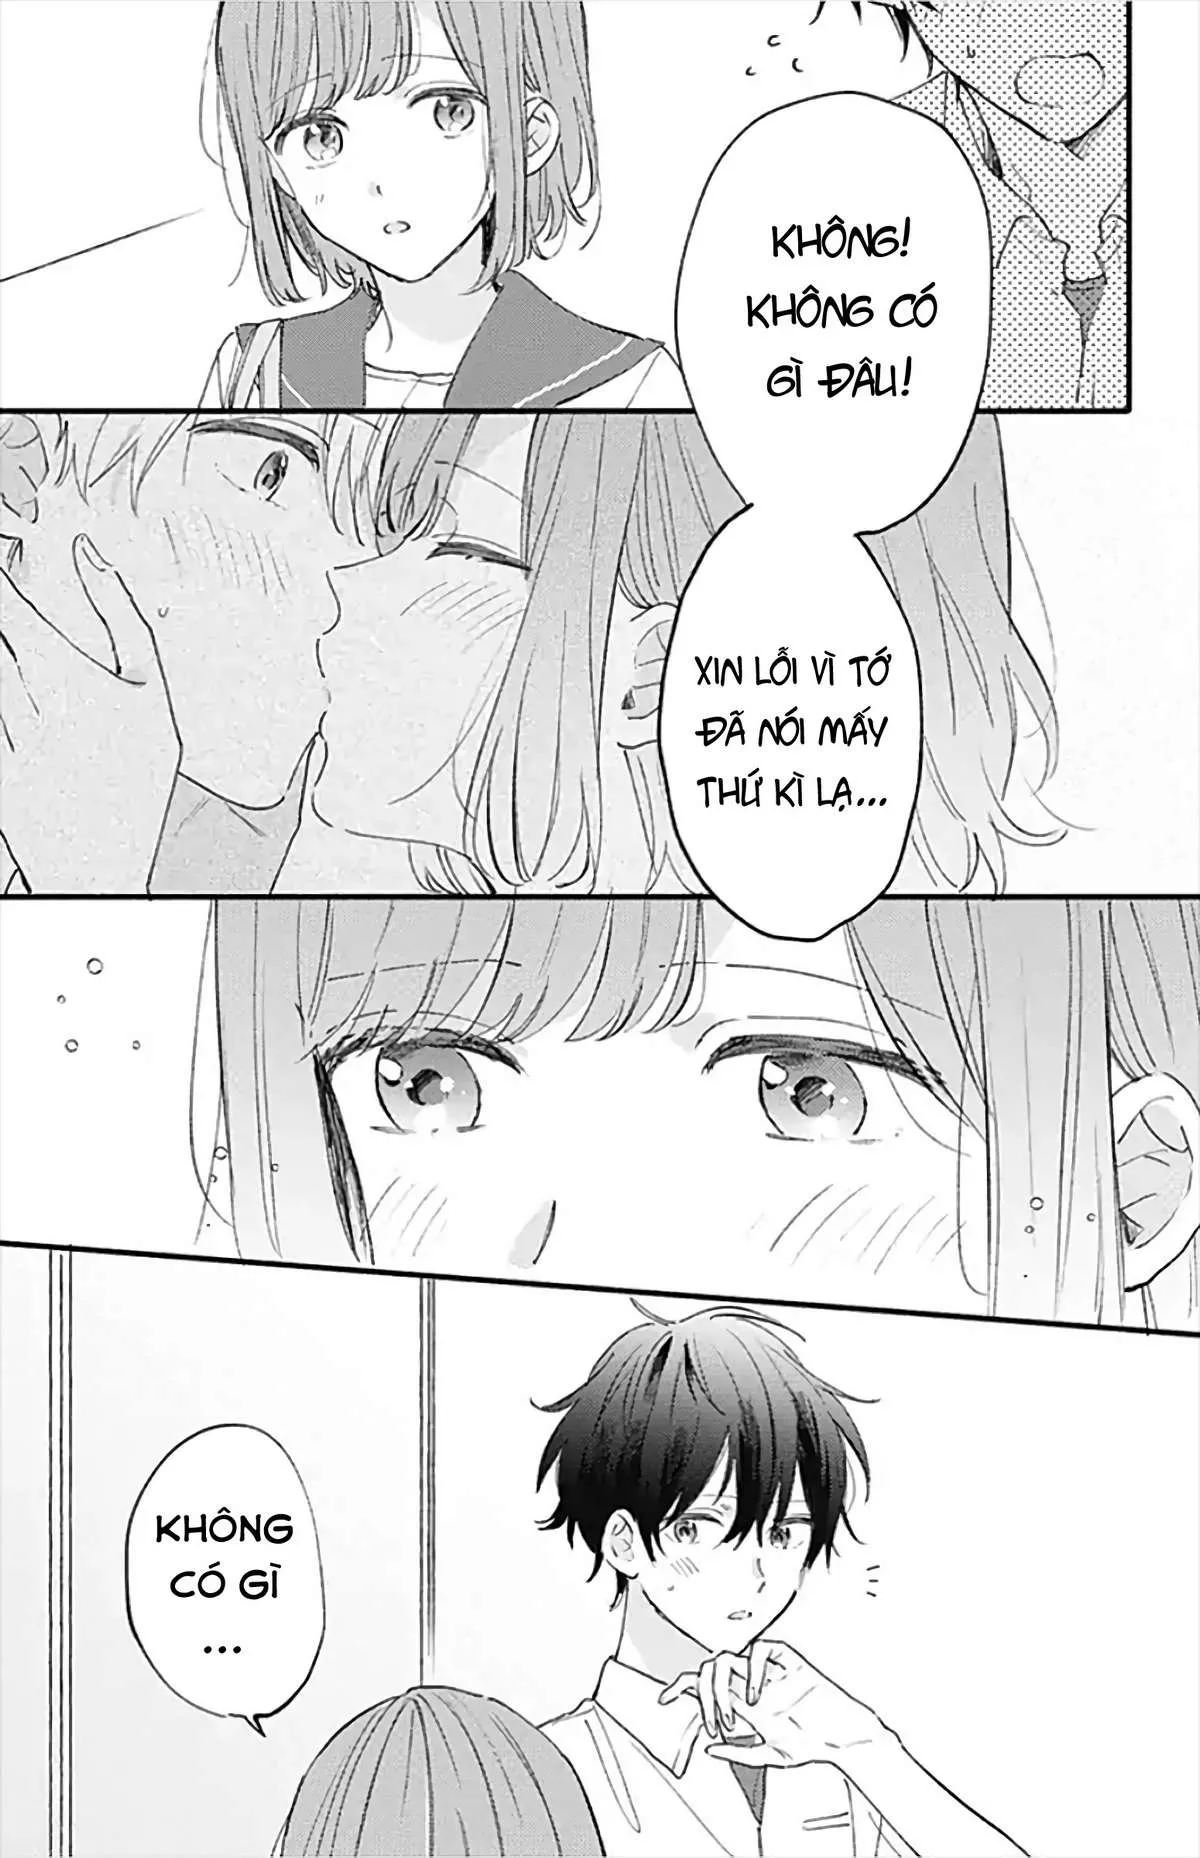 KHÔNG!
KHÔNG CÓ
GÌ ĐÂU!
XIN LỖI VÌ TỚ
ĐÃ NÓI MẤY
THỨ KÌ LẠ...
KHÔNG
CÓ GÌ
...